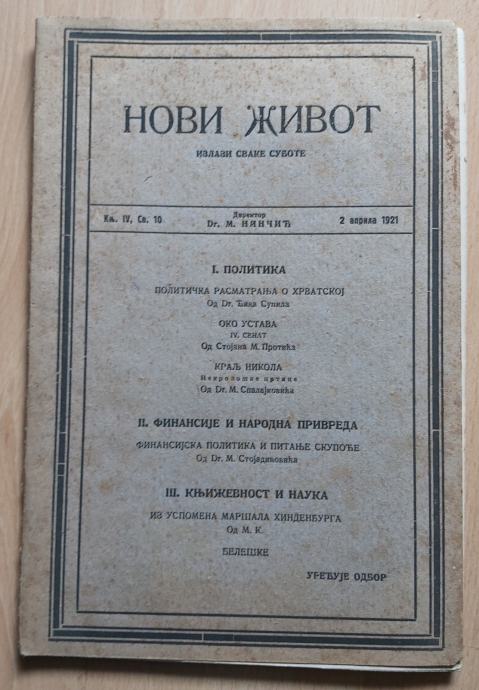 НОВИ ЖИВОТ
ИЗЛАЗИ СВАКЕ СУБОТЕ
Књ. IV, Св. 10
Директор
Dr. М. НИНЧИЋ
2 априла 1921
I. ПОЛИТИКА
ПОЛИТИЧКА РАСМАТРАЊА О ХРВАТСКОЈ
Од Dr. Ђика Супила
ОКО УСТАВА
IV. СЕНАТ
Од Стојана М. Протића
КРАЉ НИКОЛА
Некролошке цртице
Од Dr. М. Спалајковића
II. ФИНАНСИЈЕ И НАРОДНА ПРИВРЕДА
ФИНАНСИЈСКА ПОЛИТИКА И ПИТАЊЕ СКУПОЋЕ
Од Dr. М. Стојадиновића
III. КЊИЖЕВНОСТ И НАУКА
ИЗ УСПОМЕНА МАРШАЛА ХИНДЕНБУРГА
Од М. К.
БЕЛЕШКЕ
УРЕЂУЈЕ ОДБОР